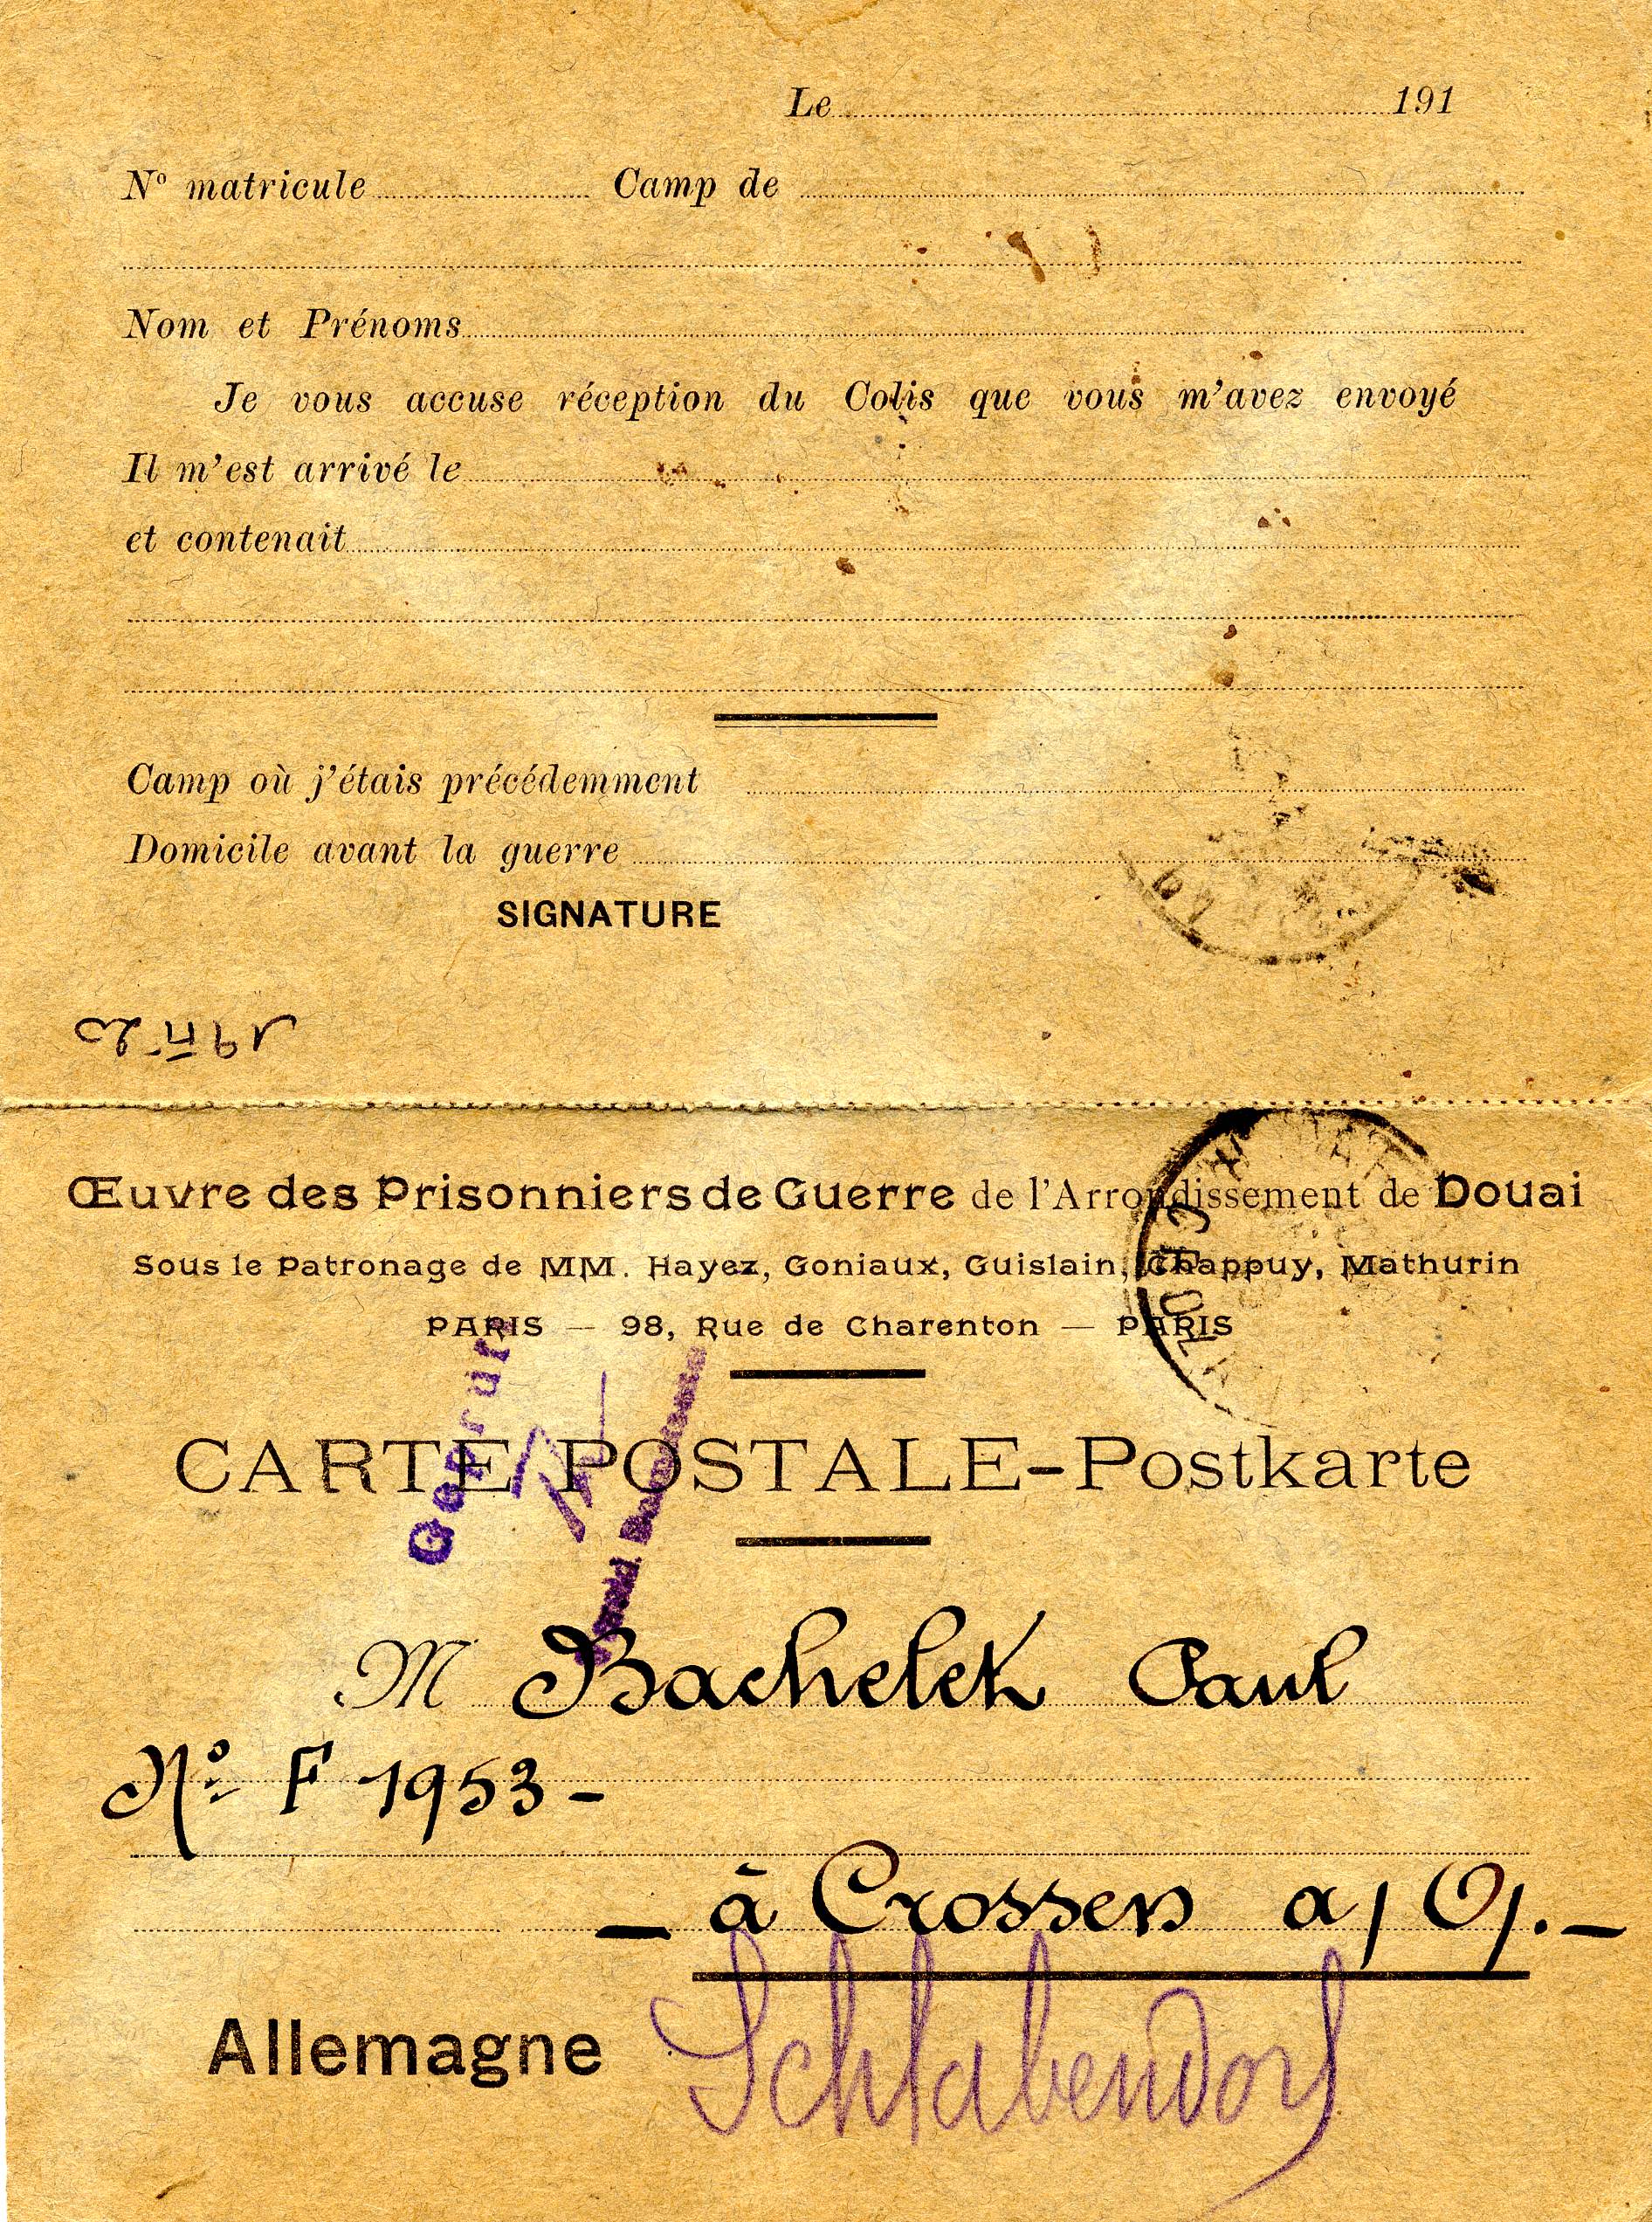 Le 191
Nº matricule Camp de
Nom et Prénoms
Je vous accuse réception du Colis que vous m'avez envoyé
Il m'est arrivé le
et contenait
Camp où j'étais précédemment
Domicile avant la guerre
SIGNATURE
Œuvre des Prisonniers de Guerre de l'Arrondissement de Douai
Sous le Patronage de MM. Hayez, Goniaux, Guislain, Chappuy, Mathurin
PARIS — 98, Rue de Charenton — PARIS
CARTE POSTALE-Postkarte
M Bachelet Paul
Nº F 1953 -
- à Crossen a/O. -
Allemagne
Schlabendorf